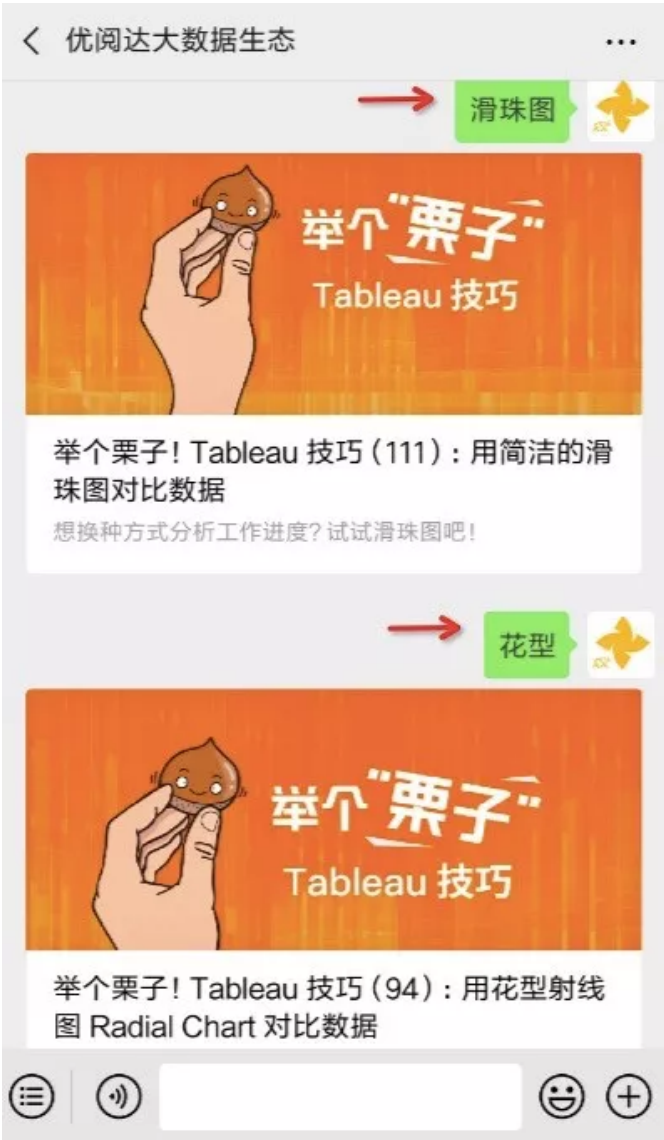 优阅达大数据生态
滑珠图
举个"栗子"
Tableau 技巧
举个栗子! Tableau 技巧（111）: 用简洁的滑
珠图对比数据
想换种方式分析工作进度? 试试滑珠图吧!
花型
举个"栗子"
Tableau 技巧
举个栗子! Tableau 技巧（94）: 用花型射线
图 Radial Chart 对比数据